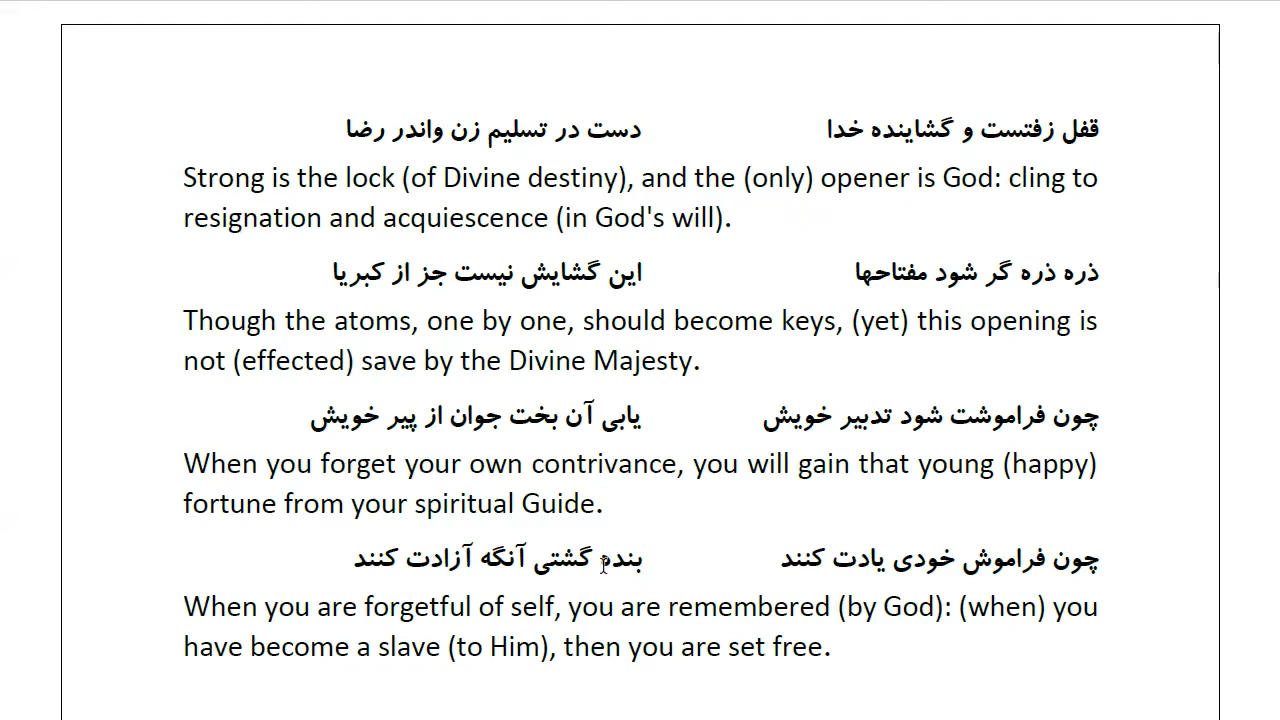 قفل زفتست و گشاینده خدا دست در تسلیم زن واندر رضا
Strong is the lock (of Divine destiny), and the (only) opener is God: cling to
resignation and acquiescence (in God's will).
ذره ذره گر شود مفتاحها این گشایش نیست جز از کبریا
Though the atoms, one by one, should become keys, (yet) this opening is
not (effected) save by the Divine Majesty.
چون فراموشت شود تدبیر خویش یابی آن بخت جوان از پیر خویش
When you forget your own contrivance, you will gain that young (happy)
fortune from your spiritual Guide.
چون فراموش خودی یادت کنند بنده گشتی آنگه آزادت کنند
When you are forgetful of self, you are remembered (by God): (when) you
have become a slave (to Him), then you are set free.